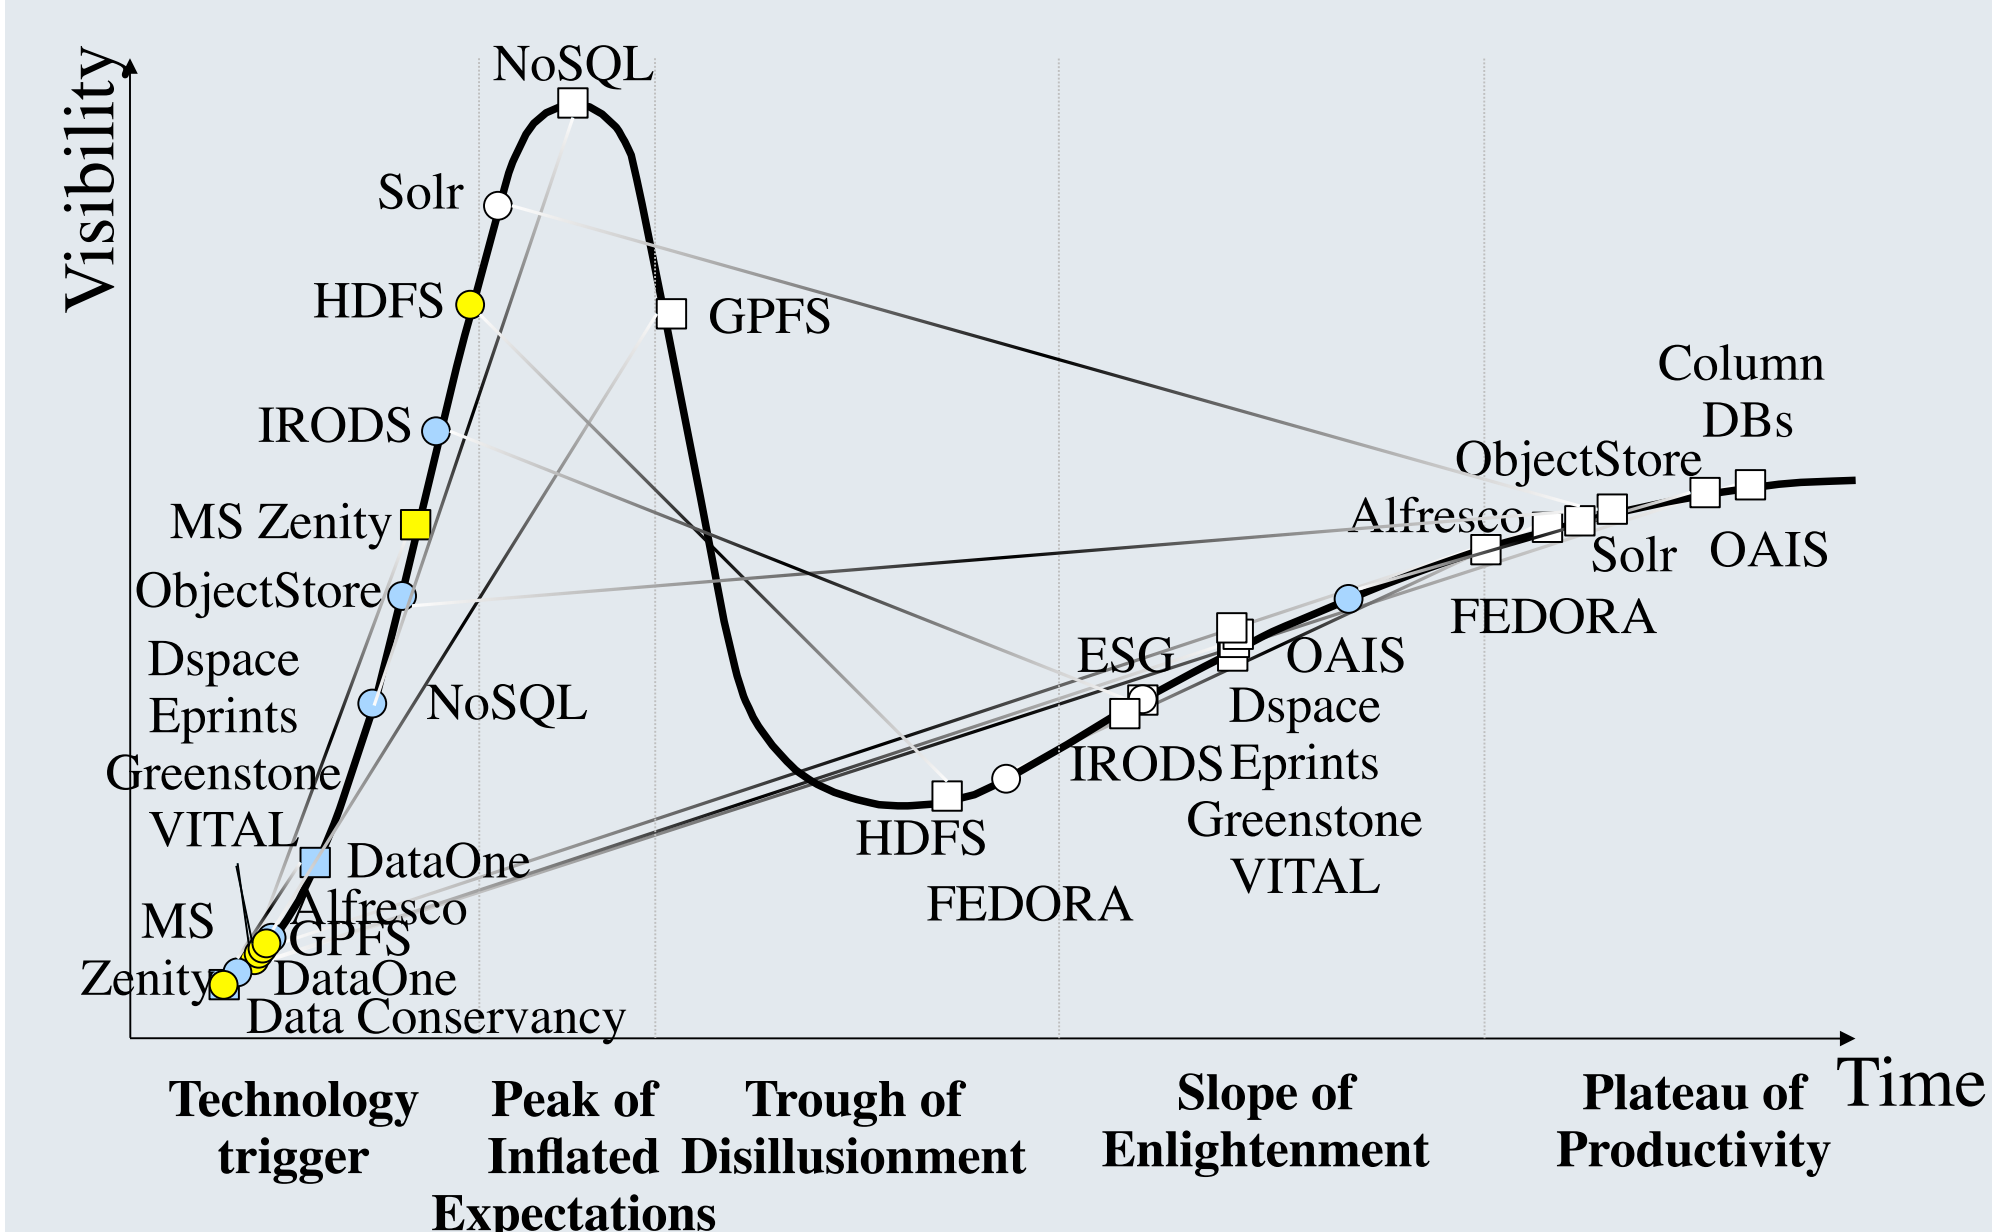 Visibility
NoSQL
Solr
HDFS
GPFS
IRODS
MS Zenity
ObjectStore
Dspace
Eprints
Greenstone
VITAL
NoSQL
DataOne
Alfresco
MS
Zenity
GPFS
DataOne
Data Conservancy
HDFS
FEDORA
ESG
IRODS
OAIS
Dspace
Eprints
Greenstone
VITAL
Column
DBs
ObjectStore
Alfresco
Solr
OAIS
FEDORA
Time
Technology
trigger
Peak of
Inflated
Expectations
Trough of
Disillusionment
Slope of
Enlightenment
Plateau of
Productivity